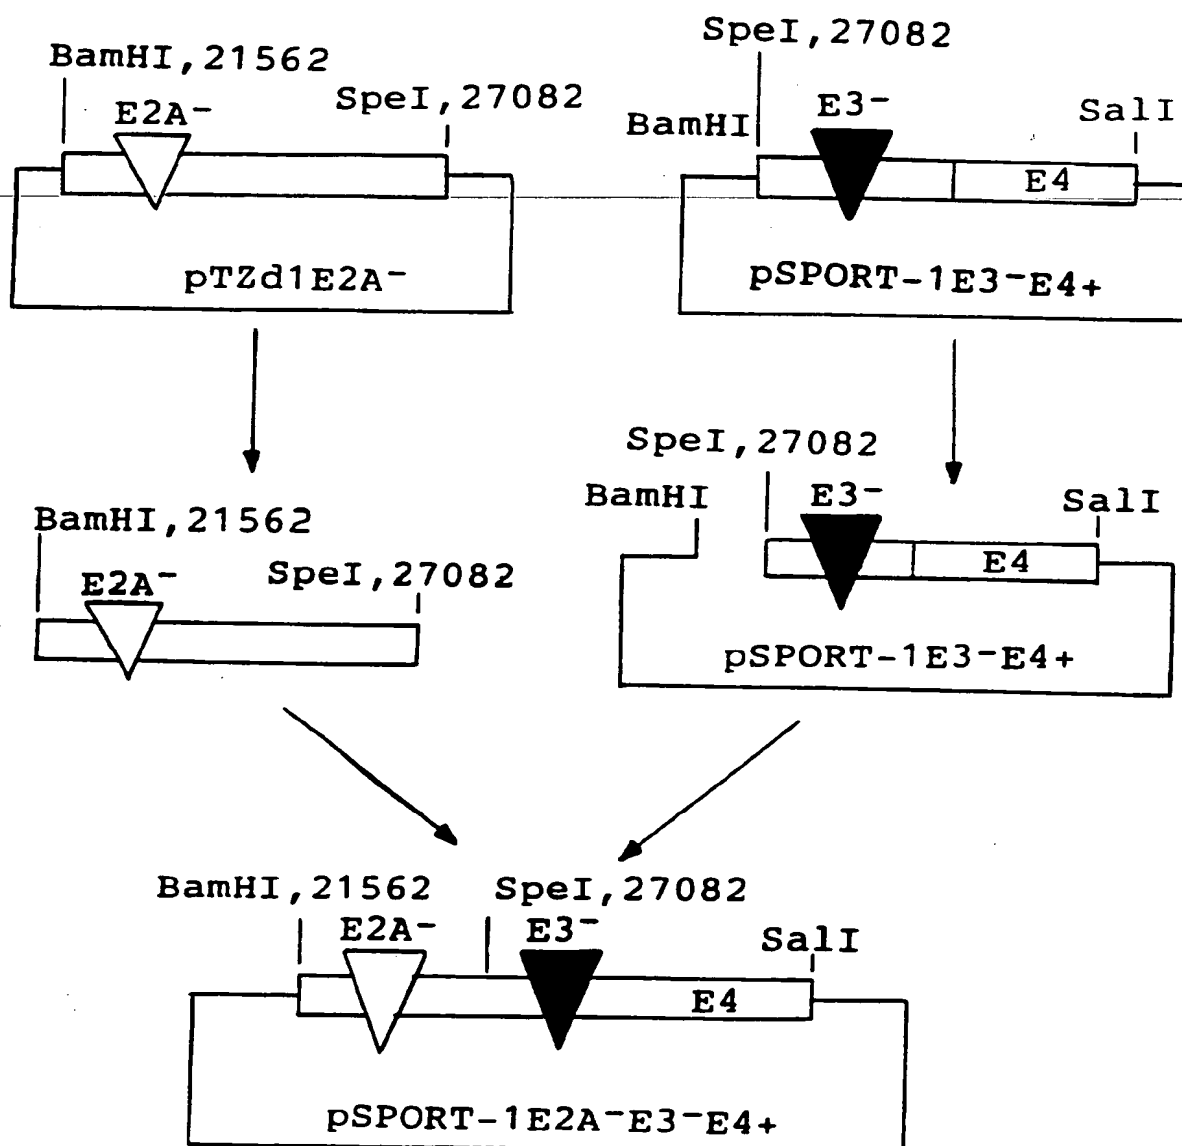 BamHI,21562
E2A-
SpeI,27082
pTZd1E2A-
SpeI,27082
BamHI
E3-
SalI
E4
pSPORT-1E3-E4+
BamHI,21562
E2A-
SpeI,27082
SpeI,27082
BamHI
E3-
SalI
E4
pSPORT-1E3-E4+
BamHI,21562
SpeI,27082
E2A-
E3-
SalI
E4
pSPORT-1E2A-E3-E4+